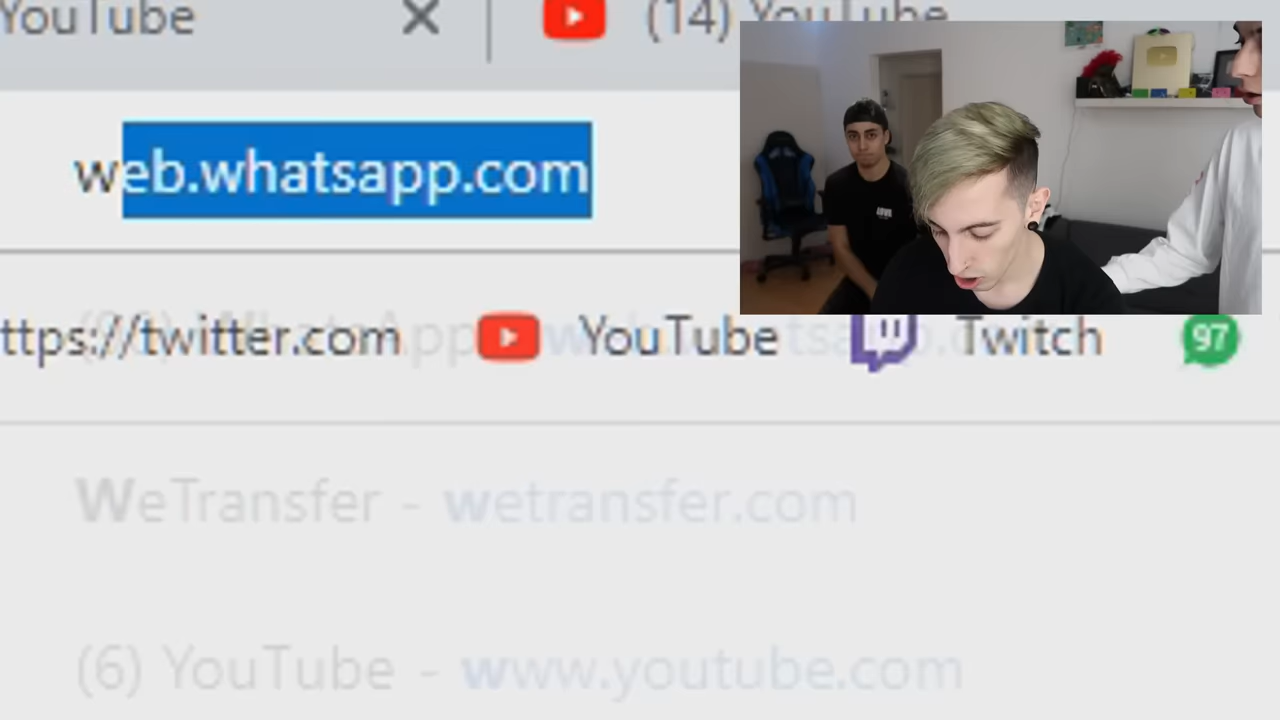 YouTube
(14) YouTube
web.whatsapp.com
ttps://twitter.com YouTube Twitch 97
WeTransfer - wetransfer.com
(6) YouTube - www.youtube.com